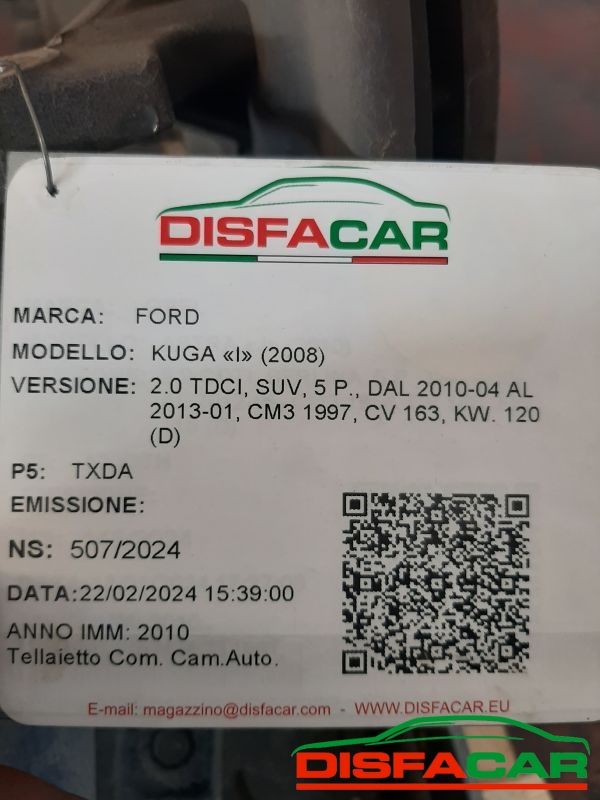 DISFACAR
MARCA: FORD
MODELLO: KUGA «I» (2008)
VERSIONE: 2.0 TDCI, SUV, 5 P., DAL 2010-04 AL
2013-01, CM3 1997, CV 163, KW. 120
(D)
P5: TXDA
EMISSIONE:
NS: 507/2024
DATA:22/02/2024 15:39:00
ANNO IMM: 2010
Tellaietto Com. Cam.Auto.
E-mail: magazzino@disfacar.com - WWW.DISFACAR.EU
DISFACAR